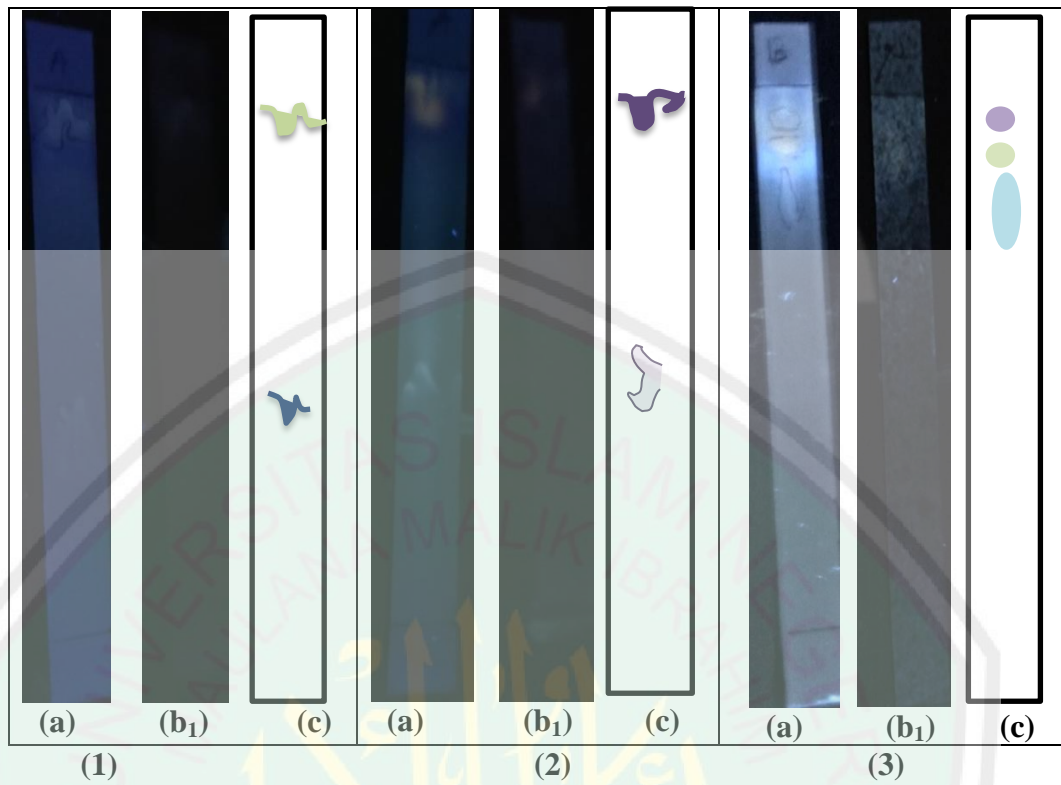 (a) (b₁) (c) (a) (b₁) (c) (a) (b₁) (c)
(1) (2) (3)
UNIVERSITAS ISLAM NEGERI
MAULANA MALIK IBRAHIM